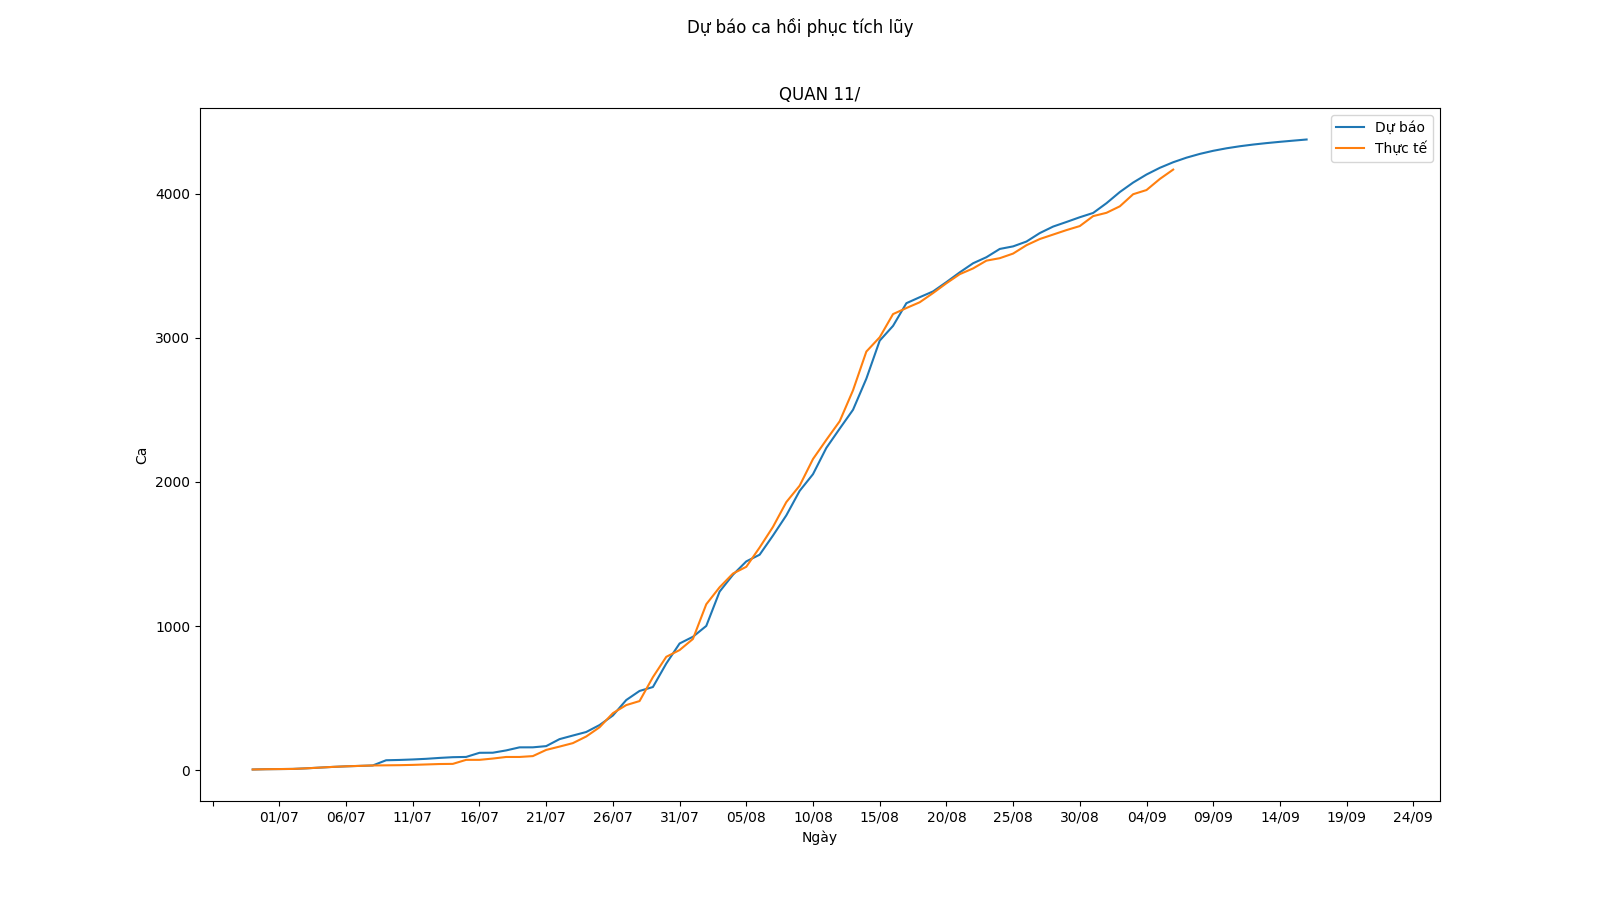 Dự báo ca hồi phục tích lũy
QUAN 11/
Dự báo
Thực tế
4000
3000
2000
1000
0
Ca
01/07 06/07 11/07 16/07 21/07 26/07 31/07 05/08 10/08 15/08 20/08 25/08 30/08 04/09 09/09 14/09 19/09 24/09
Ngày